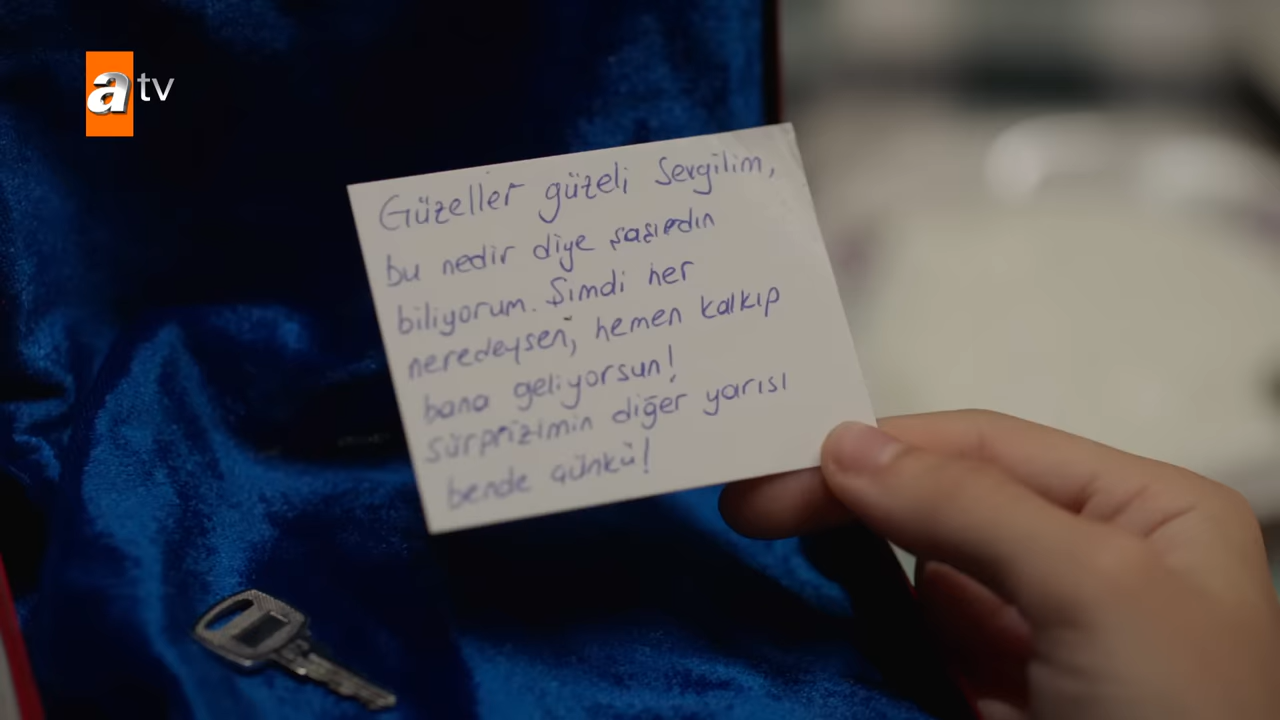 atv
Güzeller güzeli Sevgilim,
bu nedir diye şaşırdın
biliyorum. Şimdi her
neredeysen, hemen kalkıp
bana geliyorsun!
sürprizimin diğer yarısı
bende çünkü!